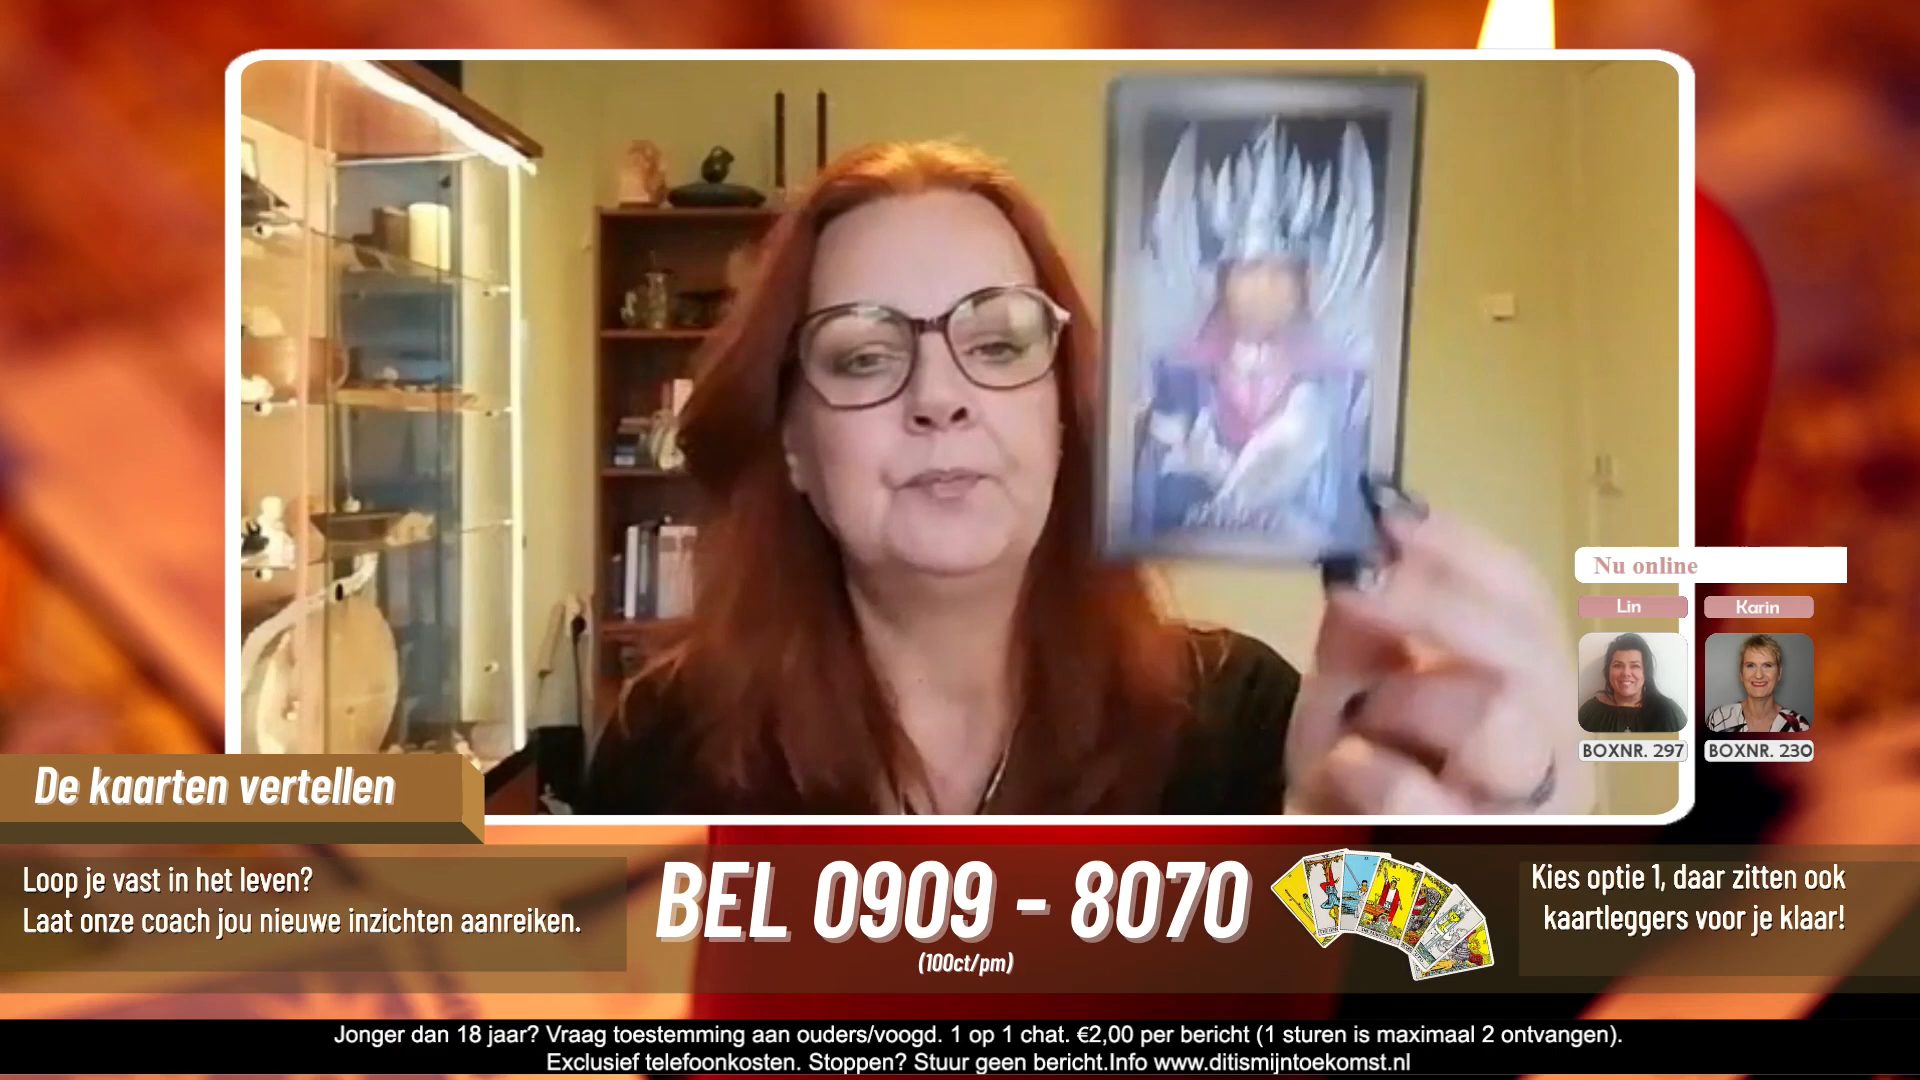 Nu online
Lin
Karin
BOXNR. 297
BOXNR. 230
De kaarten vertellen
Loop je vast in het leven?
Laat onze coach jou nieuwe inzichten aanreiken.
BEL 0909 - 8070
(100ct/pm)
Kies optie 1, daar zitten ook
kaartleggers voor je klaar!
Jonger dan 18 jaar? Vraag toestemming aan ouders/voogd. 1 op 1 chat. €2,00 per bericht (1 sturen is maximaal 2 ontvangen).
Exclusief telefoonkosten. Stoppen? Stuur geen bericht.Info www.ditismijntoekomst.nl